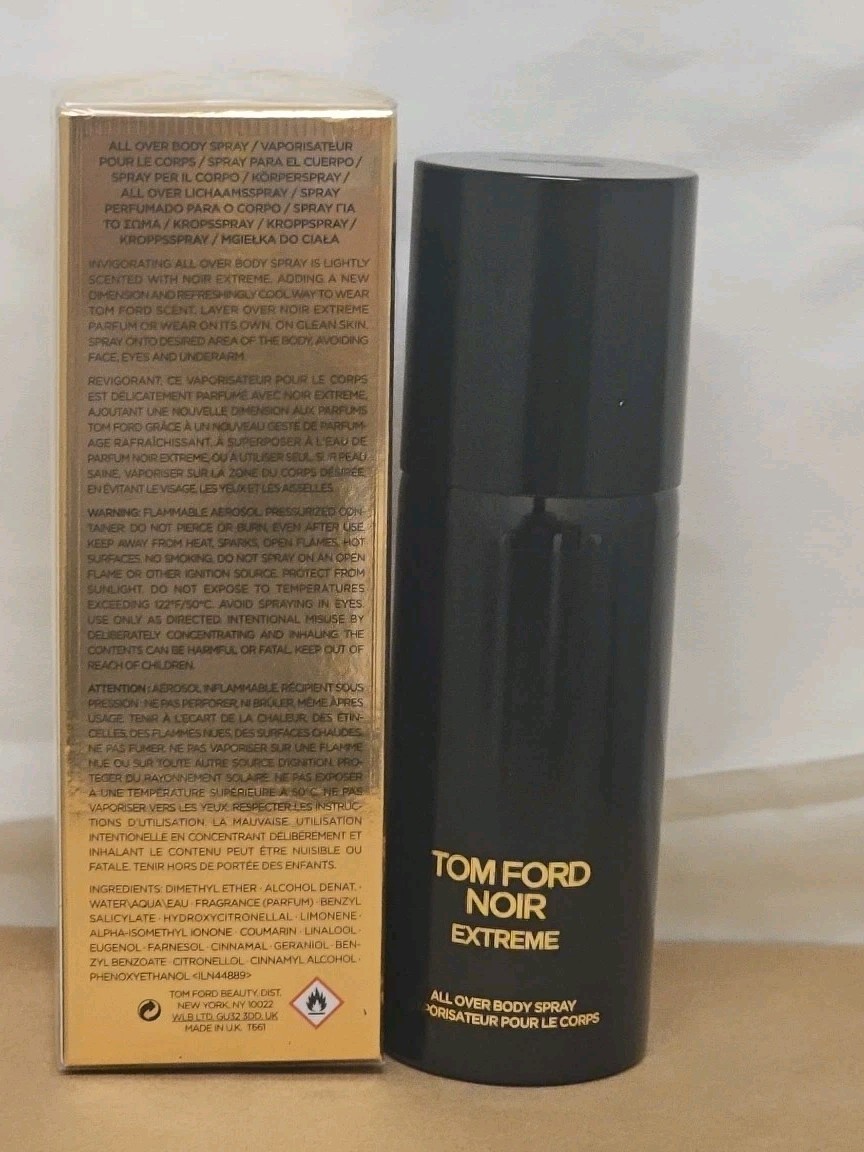 ALL OVER BODY SPRAY / VAPORISATEUR
POUR LE CORPS / SPRAY PARA EL CUERPO /
SPRAY PER IL CORPO / KÖRPERSPRAY /
ALL OVER LICHAAMSSPRAY / SPRAY
PERFUMADO PARA O CORPO / SPRAY ΓΙΑ
ΤΟ ΣΩΜΑ / KROPSSPRAY / KROPPSPRAY /
KROPPSSPRAY / MGIEŁKA DO CIAŁA
INVIGORATING ALL OVER BODY SPRAY IS LIGHTLY
SCENTED WITH NOIR EXTREME, ADDING A NEW
DIMENSION AND REFRESHINGLY COOL WAY TO WEAR
TOM FORD SCENT. LAYER OVER NOIR EXTREME
PARFUM OR WEAR ON ITS OWN. ON CLEAN SKIN,
SPRAY ONTO DESIRED AREA OF THE BODY, AVOIDING
FACE, EYES AND UNDERARM.
REVIGORANT, CE VAPORISATEUR POUR LE CORPS
EST DÉLICATEMENT PARFUMÉ AVEC NOIR EXTREME,
AJOUTANT UNE NOUVELLE DIMENSION AUX PARFUMS
TOM FORD GRÂCE À UN NOUVEAU GESTE DE PARFUM-
AGE RAFRAÎCHISSANT. À SUPERPOSER À L'EAU DE
PARFUM NOIR EXTREME, OU À UTILISER SEUL. SUR PEAU
SAINE, VAPORISER SUR LA ZONE DU CORPS DÉSIRÉE,
EN ÉVITANT LE VISAGE, LES YEUX ET LES AISSELLES.
WARNING: FLAMMABLE AEROSOL. PRESSURIZED CON-
TAINER: DO NOT PIERCE OR BURN, EVEN AFTER USE.
KEEP AWAY FROM HEAT, SPARKS, OPEN FLAMES, HOT
SURFACES. NO SMOKING. DO NOT SPRAY ON AN OPEN
FLAME OR OTHER IGNITION SOURCE. PROTECT FROM
SUNLIGHT. DO NOT EXPOSE TO TEMPERATURES
EXCEEDING 122°F/50°C. AVOID SPRAYING IN EYES.
USE ONLY AS DIRECTED. INTENTIONAL MISUSE BY
DELIBERATELY CONCENTRATING AND INHALING THE
CONTENTS CAN BE HARMFUL OR FATAL. KEEP OUT OF
REACH OF CHILDREN.
ATTENTION : AÉROSOL INFLAMMABLE. RÉCIPIENT SOUS
PRESSION : NE PAS PERFORER, NI BRÛLER, MÊME APRÈS
USAGE. TENIR À L'ÉCART DE LA CHALEUR, DES ÉTIN-
CELLES, DES FLAMMES NUES, DES SURFACES CHAUDES.
NE PAS FUMER. NE PAS VAPORISER SUR UNE FLAMME
NUE OU SUR TOUTE AUTRE SOURCE D'IGNITION. PRO-
TÉGER DU RAYONNEMENT SOLAIRE. NE PAS EXPOSER
À UNE TEMPÉRATURE SUPÉRIEURE À 50°C. NE PAS
VAPORISER VERS LES YEUX. RESPECTER LES INSTRUC-
TIONS D'UTILISATION. LA MAUVAISE UTILISATION
INTENTIONELLE EN CONCENTRANT DÉLIBÉRÉMENT ET
INHALANT LE CONTENU PEUT ÊTRE NUISIBLE OU
FATALE. TENIR HORS DE PORTÉE DES ENFANTS.
INGREDIENTS: DIMETHYL ETHER · ALCOHOL DENAT. ·
WATER\AQUA\EAU · FRAGRANCE (PARFUM) · BENZYL
SALICYLATE · HYDROXYCITRONELLAL · LIMONENE ·
ALPHA-ISOMETHYL IONONE · COUMARIN · LINALOOL ·
EUGENOL · FARNESOL · CINNAMAL · GERANIOL · BEN-
ZYL BENZOATE · CITRONELLOL · CINNAMYL ALCOHOL ·
PHENOXYETHANOL <ILN44889>
TOM FORD BEAUTY, DIST.
NEW YORK, NY 10022
WLB LTD, GU32 3DD, UK
MADE IN U.K. T661
TOM FORD
NOIR
EXTREME
ALL OVER BODY SPRAY
PORISATEUR POUR LE CORPS